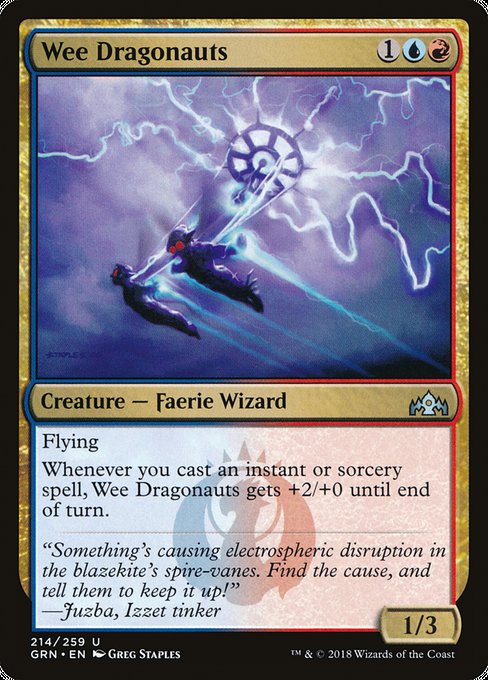 Wee Dragonauts 1
STAPLES
Creature — Faerie Wizard
Flying
Whenever you cast an instant or sorcery
spell, Wee Dragonauts gets +2/+0 until end
of turn.
“Something's causing electrospheric disruption in
the blazekite's spire-vanes. Find the cause, and
tell them to keep it up!”
—Juzba, Izzet tinker
1/3
214/259 U
GRN • EN Greg Staples
™ & © 2018 Wizards of the Coast